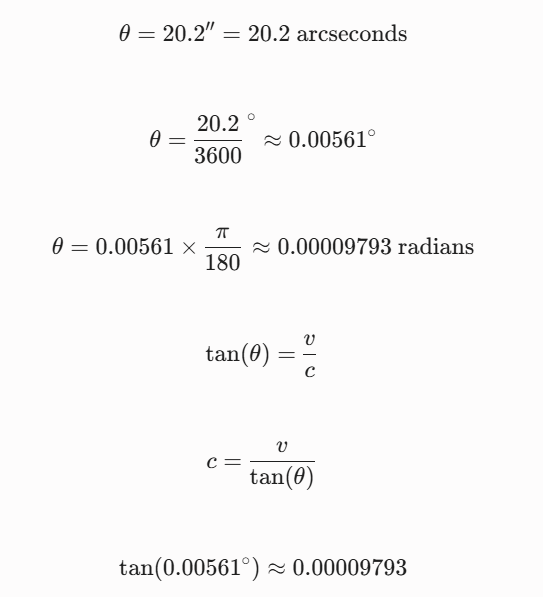 θ = 20.2″ = 20.2 arcseconds
θ = 20.2/3600 ° ≈ 0.00561°
θ = 0.00561 × π/180 ≈ 0.00009793 radians
tan(θ) = v/c
c = v/tan(θ)
tan(0.00561°) ≈ 0.00009793